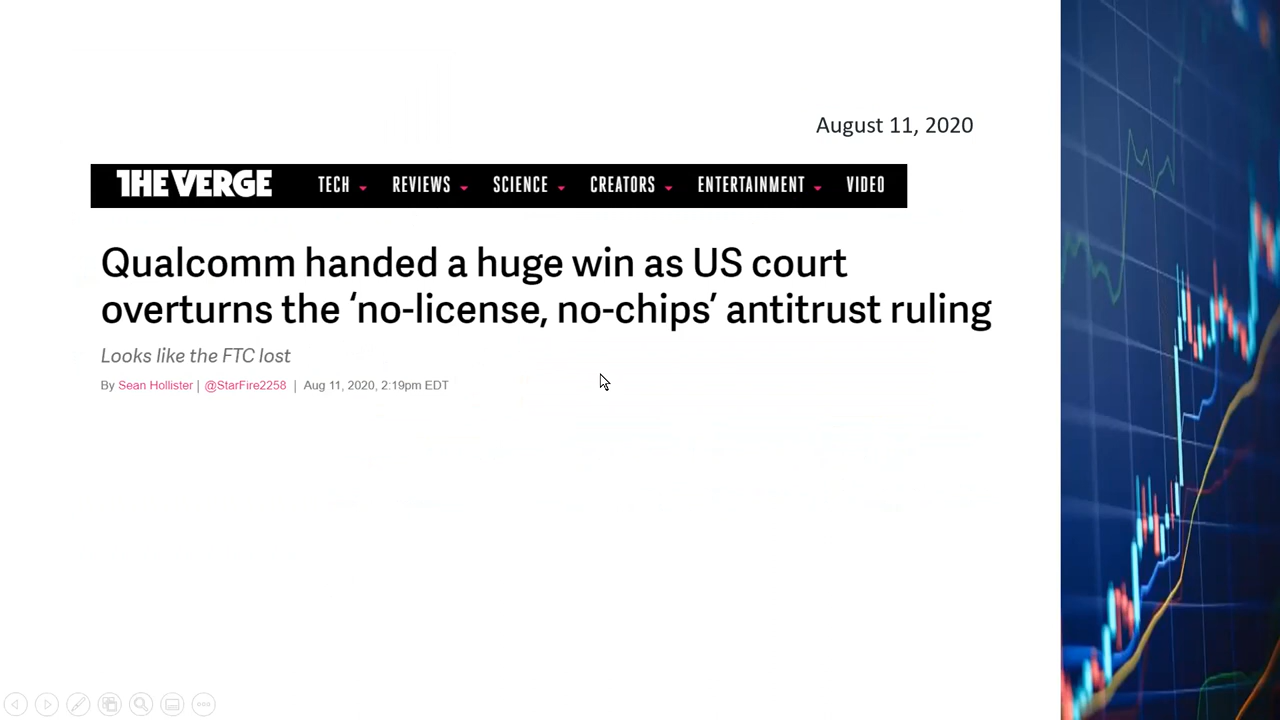 August 11, 2020
THE VERGE TECH REVIEWS SCIENCE CREATORS ENTERTAINMENT VIDEO
Qualcomm handed a huge win as US court
overturns the ‘no-license, no-chips’ antitrust ruling
Looks like the FTC lost
By Sean Hollister | @StarFire2258 | Aug 11, 2020, 2:19pm EDT